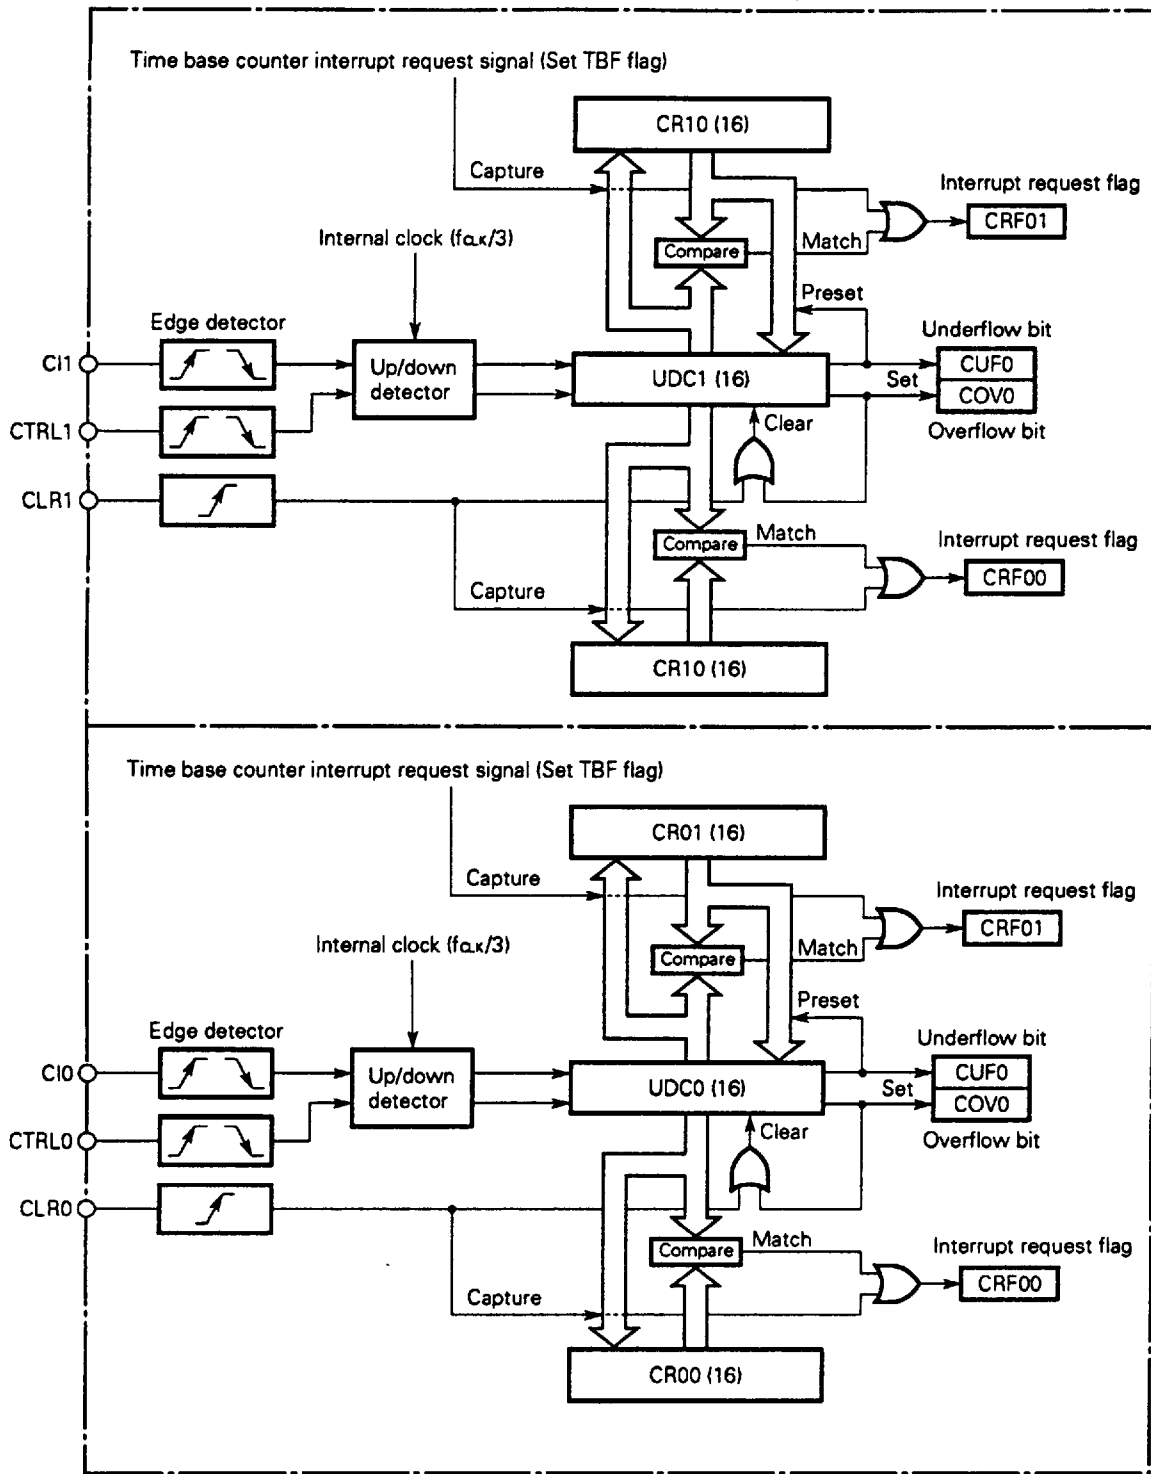 Time base counter interrupt request signal (Set TBF flag)
CR10 (16)
Capture
Interrupt request flag
CRF01
Internal clock (fCLK/3)
Compare
Match
Preset
Edge detector
Underflow bit
CI1
Up/down
detector
UDC1 (16)
CUF0
Set
COV0
CTRL1
Clear
Overflow bit
CLR1
Compare
Match
Interrupt request flag
CRF00
Capture
CR10 (16)
Time base counter interrupt request signal (Set TBF flag)
CR01 (16)
Capture
Interrupt request flag
CRF01
Internal clock (fCLK/3)
Compare
Match
Preset
Edge detector
Underflow bit
CI0
Up/down
detector
UDC0 (16)
CUF0
Set
COV0
CTRL0
Clear
Overflow bit
CLR0
Compare
Match
Interrupt request flag
CRF00
Capture
CR00 (16)